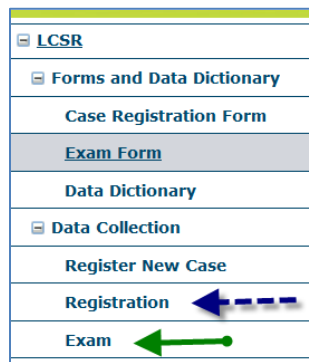 LCSR
Forms and Data Dictionary
Case Registration Form
Exam Form
Data Dictionary
Data Collection
Register New Case
Registration
Exam